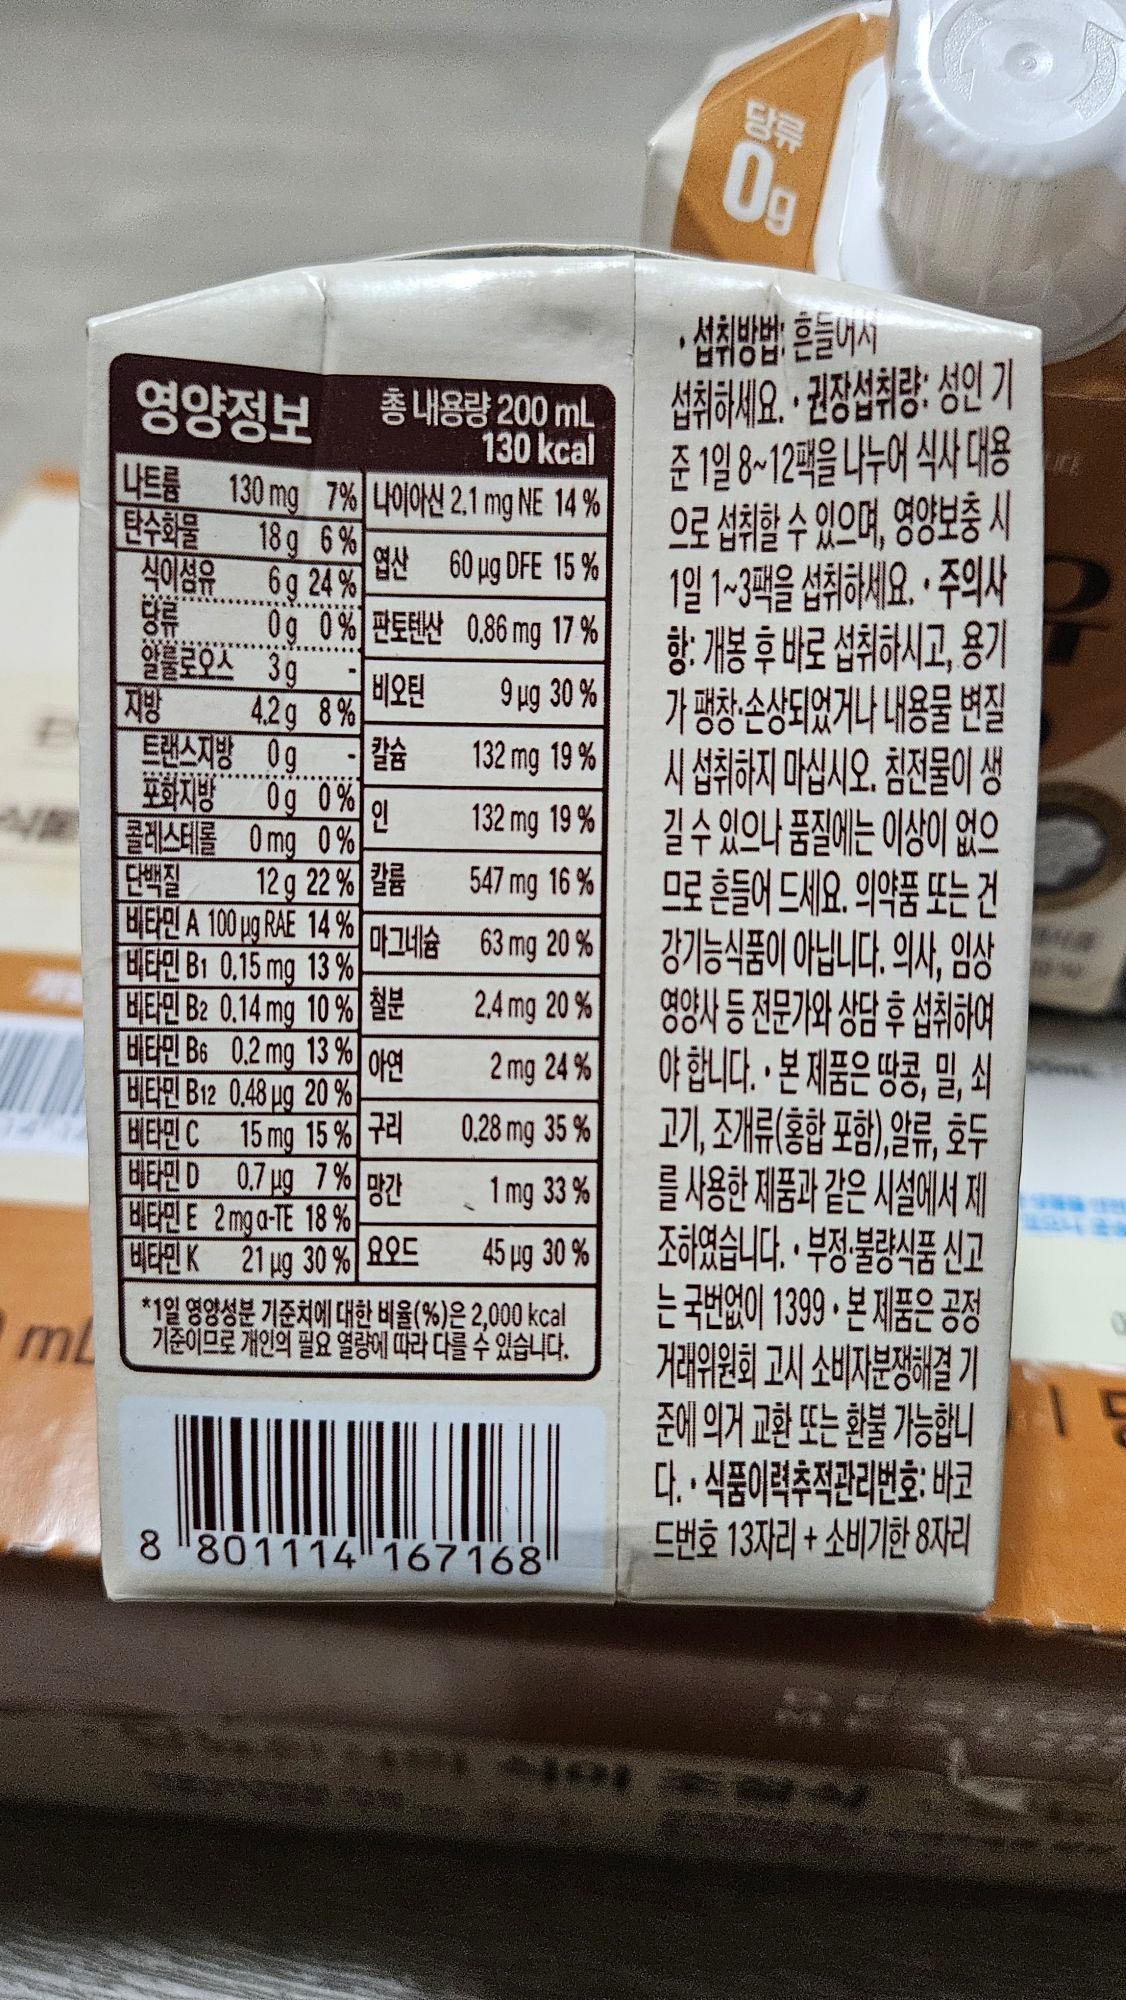 당류
0g
영양정보
총 내용량 200 mL
130 kcal
나트륨 130 mg 7%
탄수화물 18 g 6 %
식이섬유 6 g 24 %
당류 0 g 0 %
알룰로오스 3 g -
지방 4.2 g 8 %
트랜스지방 0 g -
포화지방 0 g 0 %
콜레스테롤 0 mg 0 %
단백질 12 g 22 %
비타민 A 100 μg RAE 14 %
비타민 B1 0.15 mg 13 %
비타민 B2 0.14 mg 10 %
비타민 B6 0.2 mg 13 %
비타민 B12 0.48 μg 20 %
비타민 C 15 mg 15 %
비타민 D 0.7 μg 7 %
비타민 E 2 mg α-TE 18 %
비타민 K 21 μg 30 %
나이아신 2.1 mg NE 14 %
엽산 60 μg DFE 15 %
판토텐산 0.86 mg 17 %
비오틴 9 μg 30 %
칼슘 132 mg 19 %
인 132 mg 19 %
칼륨 547 mg 16 %
마그네슘 63 mg 20 %
철분 2.4 mg 20 %
아연 2 mg 24 %
구리 0.28 mg 35 %
망간 1 mg 33 %
요오드 45 μg 30 %
*1일 영양성분 기준치에 대한 비율(%)은 2,000 kcal
기준이므로 개인의 필요 열량에 따라 다를 수 있습니다.
8 801114 167168
• 섭취방법: 흔들어서
섭취하세요. • 권장섭취량: 성인 기
준 1일 8~12팩을 나누어 식사 대용
으로 섭취할 수 있으며, 영양보충 시
1일 1~3팩을 섭취하세요. • 주의사
항: 개봉 후 바로 섭취하시고, 용기
가 팽창·손상되었거나 내용물 변질
시 섭취하지 마십시오. 침전물이 생
길 수 있으나 품질에는 이상이 없으
므로 흔들어 드세요. 의약품 또는 건
강기능식품이 아닙니다. 의사, 임상
영양사 등 전문가와 상담 후 섭취하여
야 합니다. • 본 제품은 땅콩, 밀, 쇠
고기, 조개류(홍합 포함),알류, 호두
를 사용한 제품과 같은 시설에서 제
조하였습니다. • 부정·불량식품 신고
는 국번없이 1399 • 본 제품은 공정
거래위원회 고시 소비자분쟁해결 기
준에 의거 교환 또는 환불 가능합니
다. • 식품이력추적관리번호: 바코
드번호 13자리 + 소비기한 8자리
mL